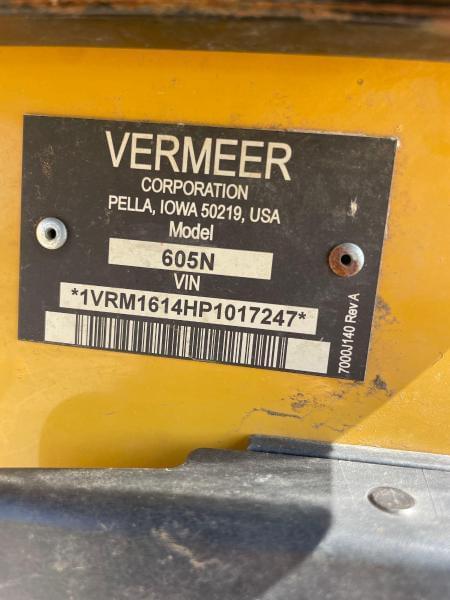 VERMEER
CORPORATION
PELLA, IOWA 50219, USA
Model
605N
VIN
*1VRM1614HP1017247*
7000J140 Rev A